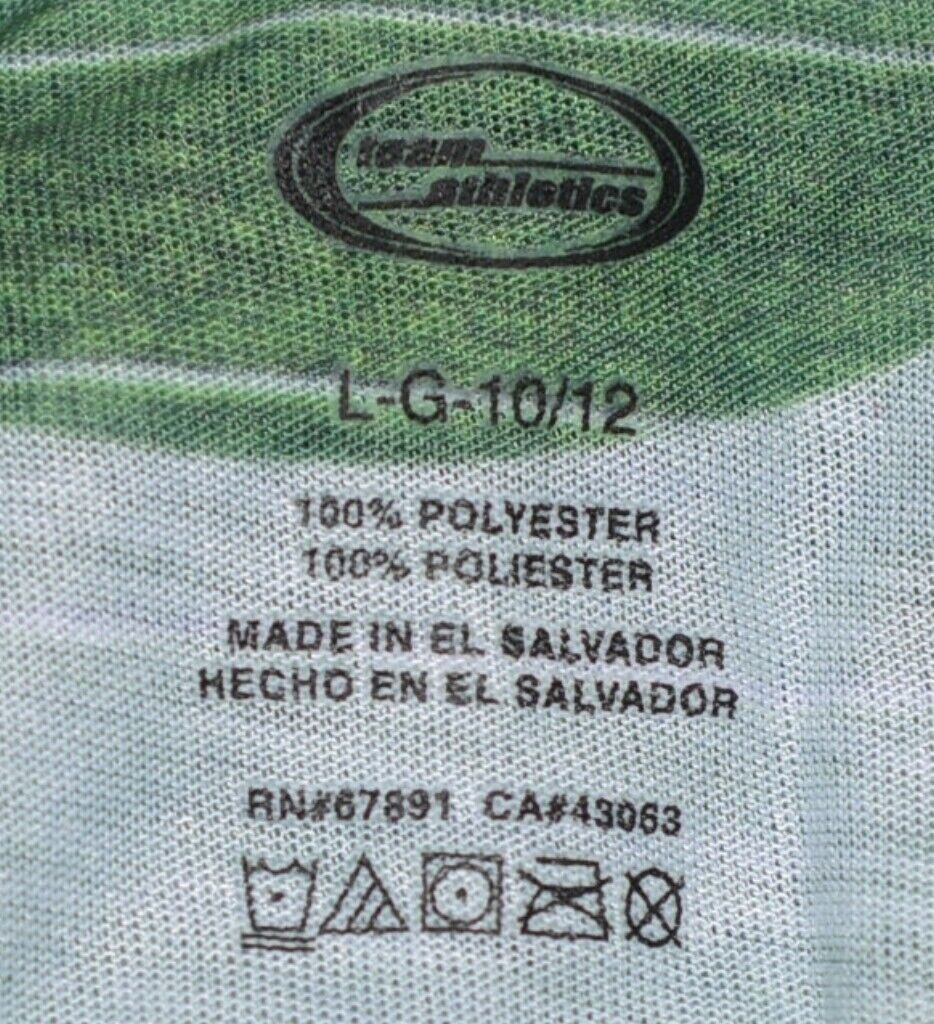 team
athletics
L-G-10/12
100% POLYESTER
100% POLIESTER
MADE IN EL SALVADOR
HECHO EN EL SALVADOR
RN#67891 CA#43063